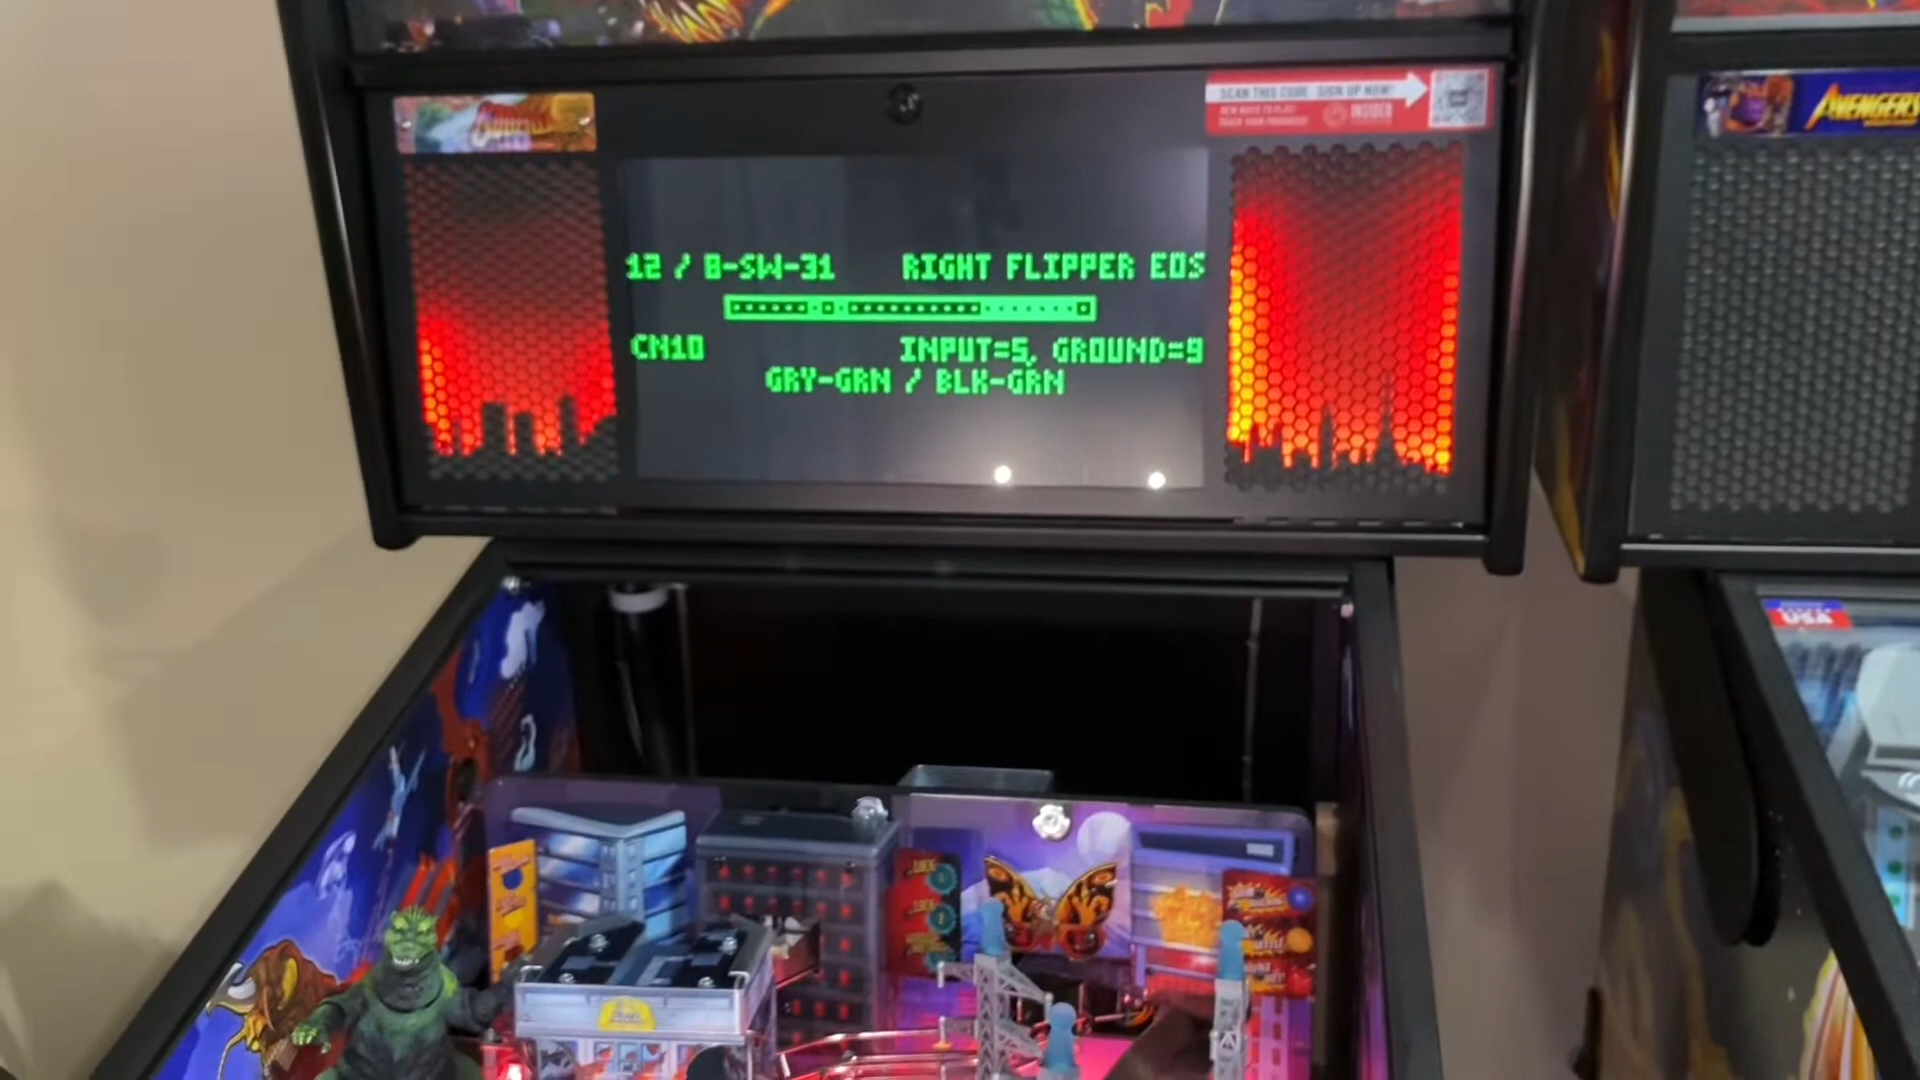 SCAN THIS CODE. SIGN UP NOW!
INSIDER
AVENGERS
12 / 8-SW-31 RIGHT FLIPPER EOS
CN10 INPUT=5, GROUND=9
GRY-GRN / BLK-GRN
USA